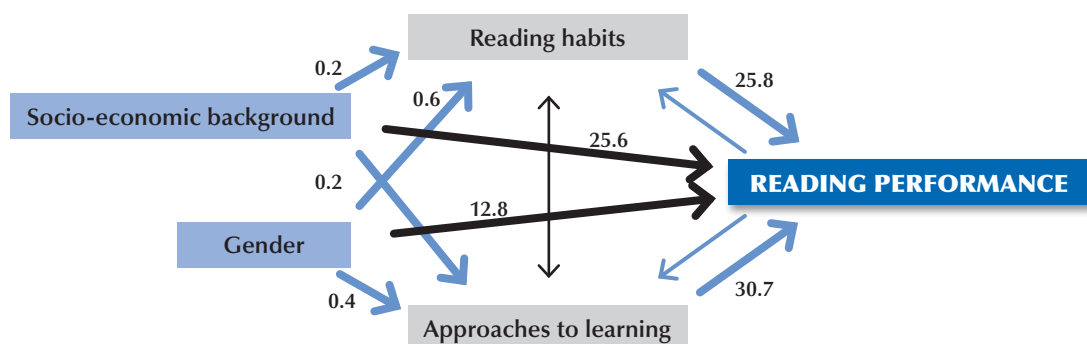 Reading habits
0.2
25.8
0.6
Socio-economic background
25.6
0.2
READING PERFORMANCE
12.8
Gender
0.4
30.7
Approaches to learning